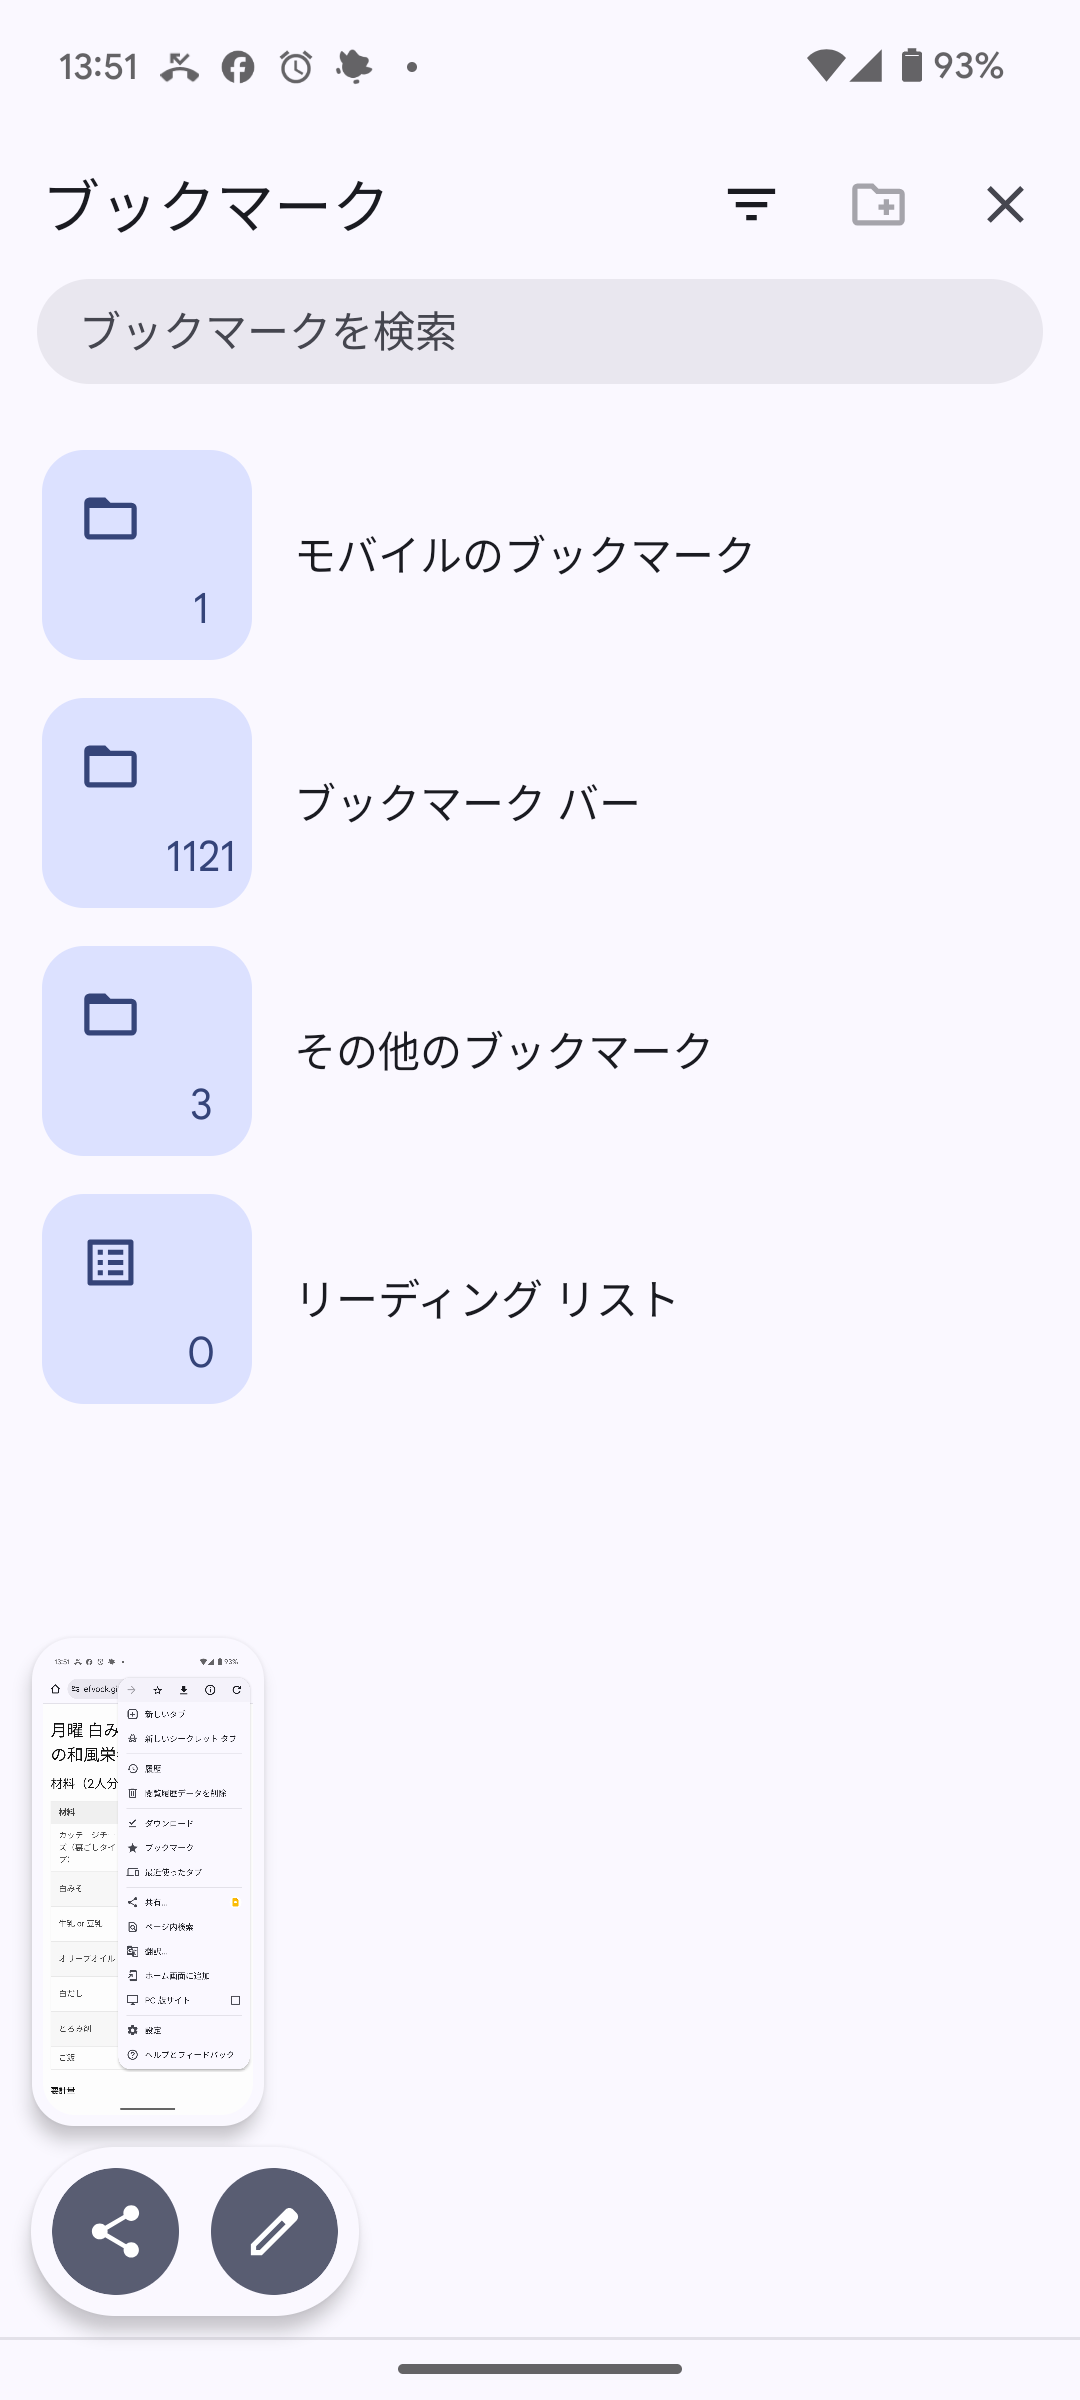 13:51
93%
ブックマーク
ブックマークを検索
モバイルのブックマーク
1
ブックマーク バー
1121
その他のブックマーク
3
リーディング リスト
0
13:51
93%
efvock.gi
月曜 白み
の和風栄
材料（2人分
材料
カッテージチー
ズ（裏ごしタイ
プ）
白みそ
牛乳 or 豆乳
オリーブオイル
白だし
とろみ剤
ご飯
新しいタブ
新しいシークレット タブ
履歴
閲覧履歴データを削除
ダウンロード
ブックマーク
最近使ったタブ
共有...
ページ内検索
翻訳...
ホーム画面に追加
PC 版サイト
設定
ヘルプとフィードバック